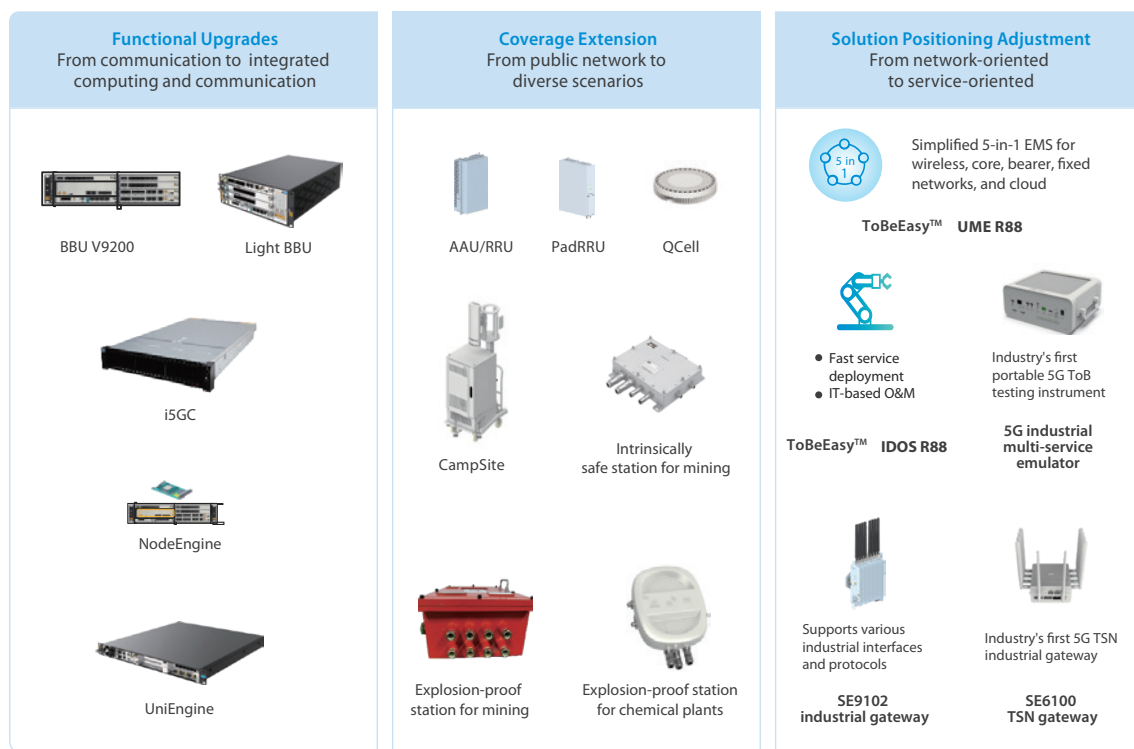 Functional Upgrades
From communication to integrated
computing and communication
BBU V9200
Light BBU
i5GC
NodeEngine
UniEngine
Coverage Extension
From public network to
diverse scenarios
AAU/RRU
PadRRU
QCell
CampSite
Intrinsically
safe station for mining
Explosion-proof
station for mining
Explosion-proof station
for chemical plants
Solution Positioning Adjustment
From network-oriented
to service-oriented
5 in
1
Simplified 5-in-1 EMS for
wireless, core, bearer, fixed
networks, and cloud
ToBeEasy™ UME R88
● Fast service
deployment
● IT-based O&M
ToBeEasy™ IDOS R88
Industry's first
portable 5G ToB
testing instrument
5G industrial
multi-service
emulator
Supports various
industrial interfaces
and protocols
SE9102
industrial gateway
Industry's first 5G TSN
industrial gateway
SE6100
TSN gateway